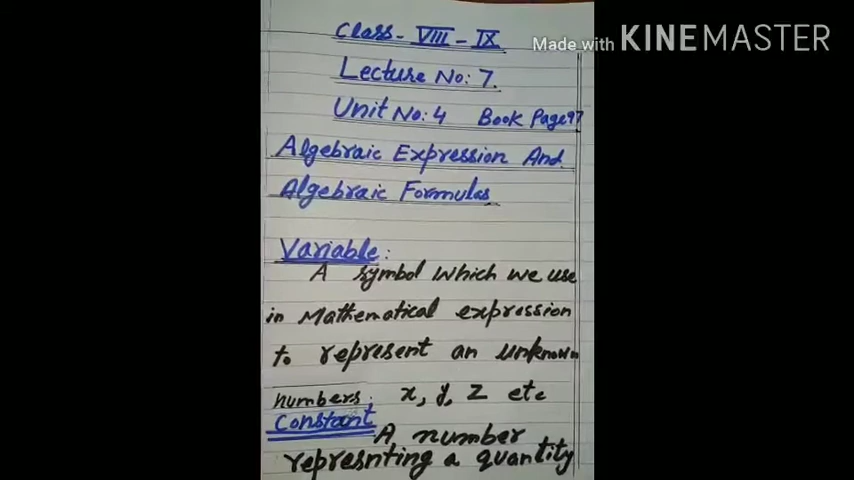 Class - VIII - IX
Made with KINEMASTER
Lecture No: 7.
Unit No: 4 Book Page 97
Algebraic Expression And
Algebraic Formulas
Variable:
A symbol which we use
in Mathematical expression
to represent an unknown
numbers. x, y, z etc
Constant
A number
represnting a quantity